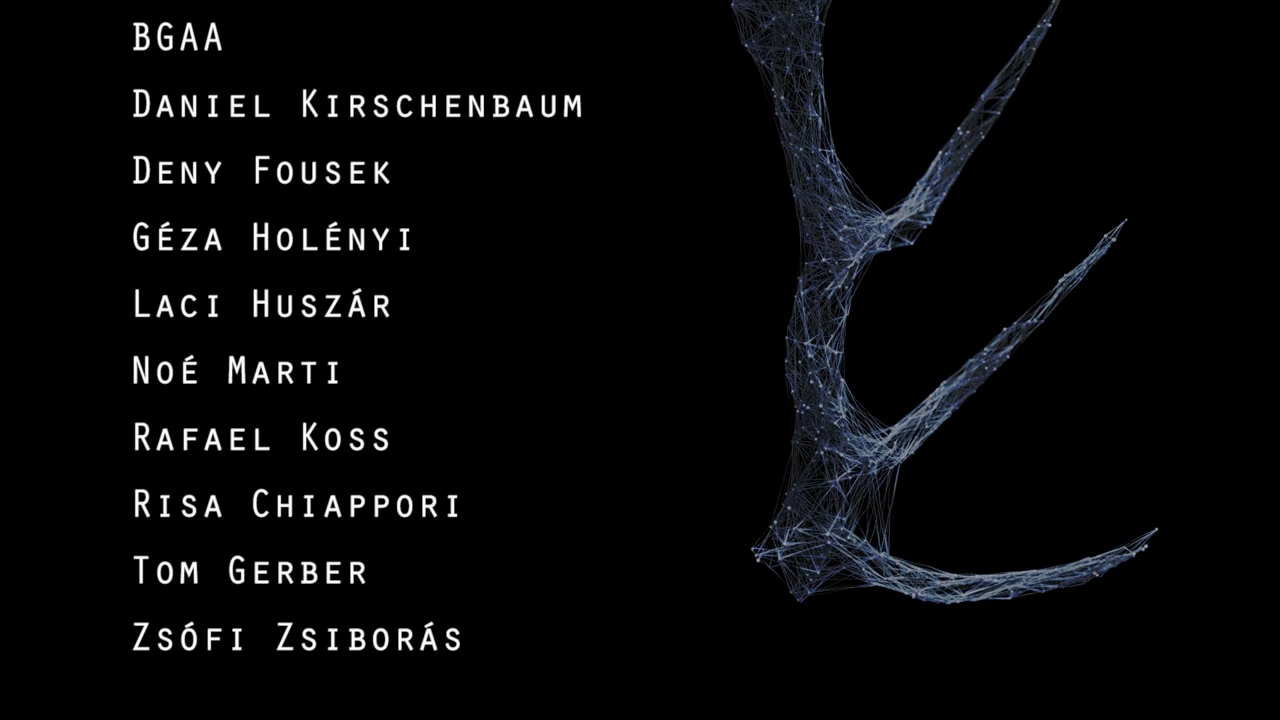 BGAA
Daniel Kirschenbaum
Deny Fousek
Géza Holényi
Laci Huszár
Noé Marti
Rafael Koss
Risa Chiappori
Tom Gerber
Zsófi Zsiborás